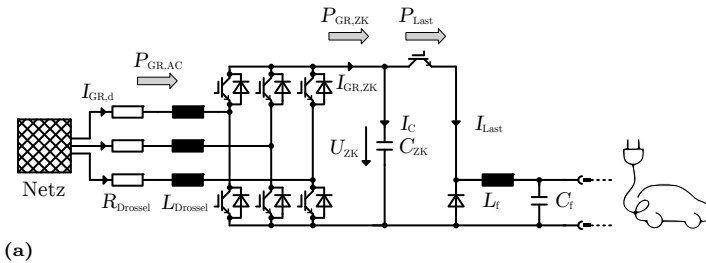 P_GR,ZK
P_Last
P_GR,AC
I_GR,d
I_GR,ZK
I_C
I_Last
U_ZK
C_ZK
Netz
R_Drossel
L_Drossel
L_f
C_f
(a)